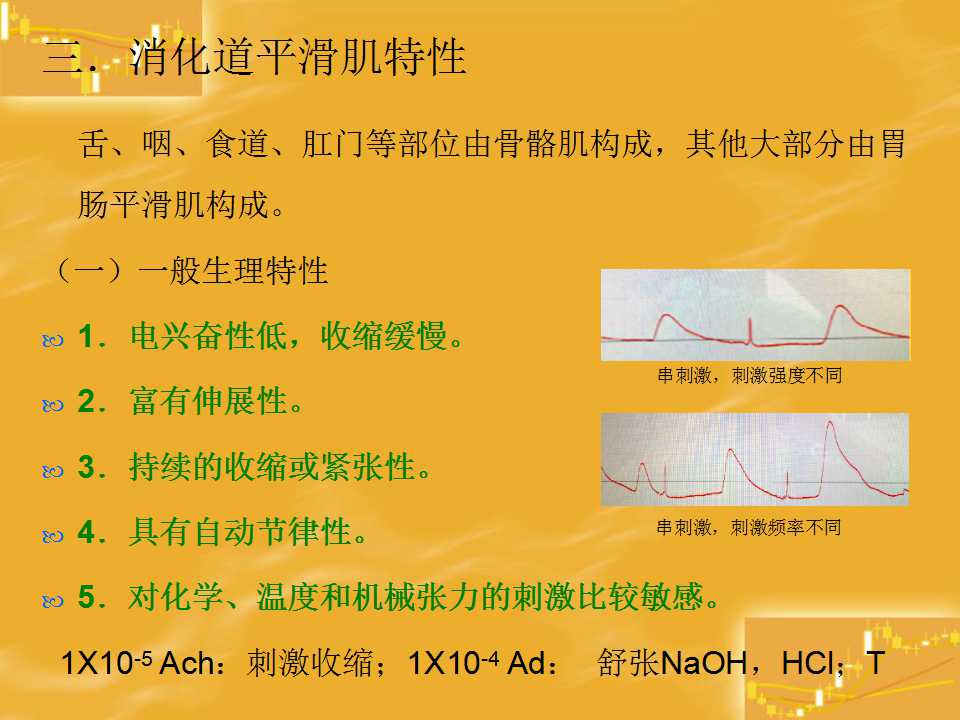 三．消化道平滑肌特性
舌、咽、食道、肛门等部位由骨骼肌构成，其他大部分由胃
肠平滑肌构成。
（一）一般生理特性
1．电兴奋性低，收缩缓慢。
2．富有伸展性。
3．持续的收缩或紧张性。
4．具有自动节律性。
5．对化学、温度和机械张力的刺激比较敏感。
1X10-5 Ach：刺激收缩；1X10-4 Ad： 舒张NaOH，HCl；T
串刺激，刺激强度不同
串刺激，刺激频率不同